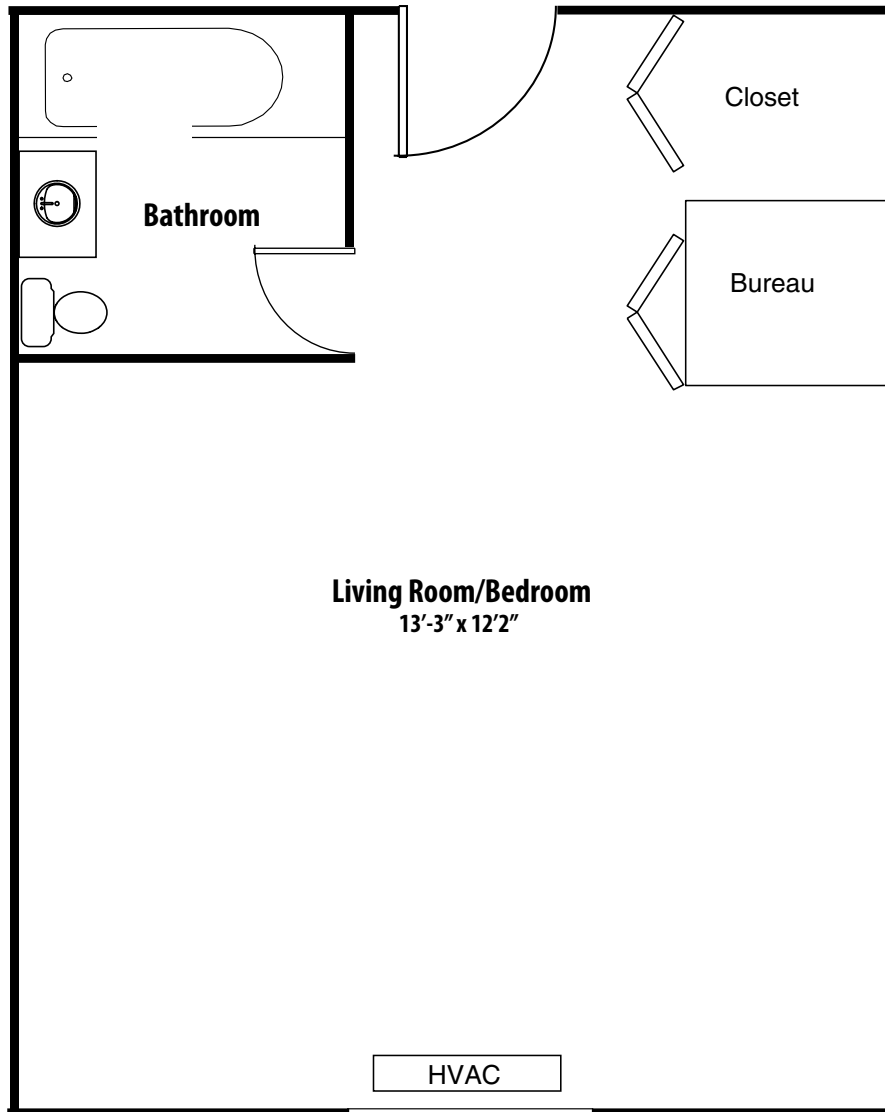 Closet
Bathroom
Bureau
Living Room/Bedroom
13’-3” x 12’2”
HVAC